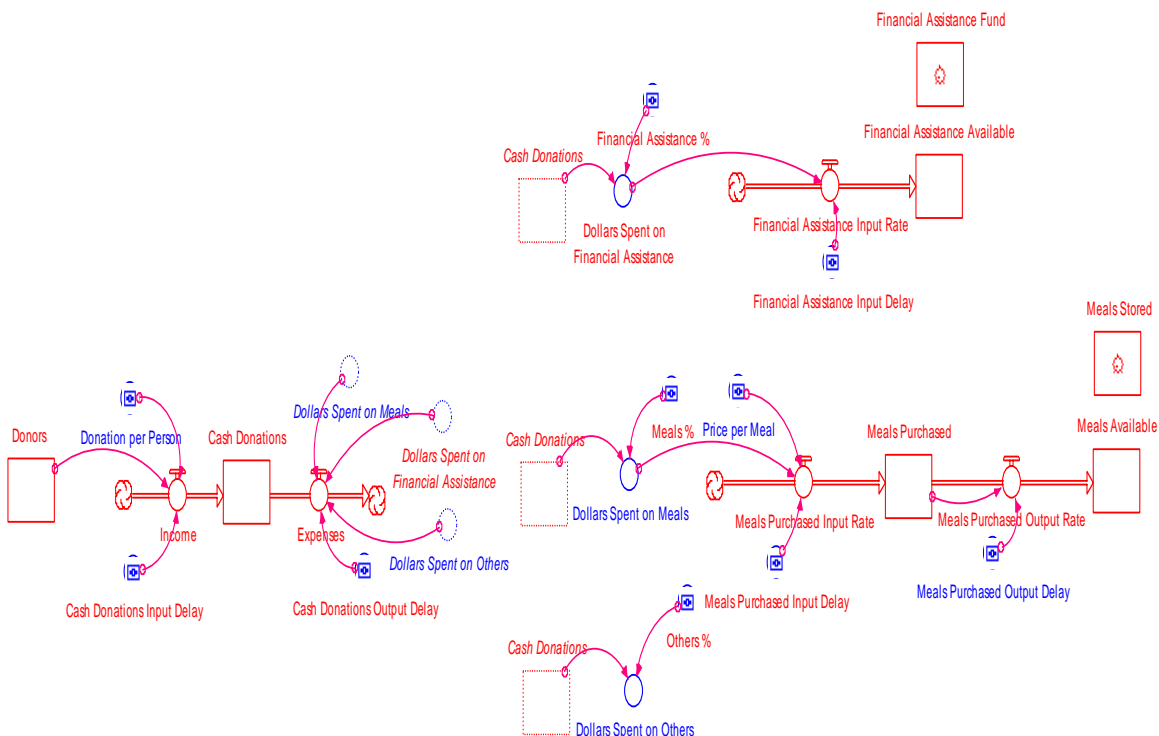 Financial Assistance Fund
Financial Assistance Available
Financial Assistance %
Cash Donations
Dollars Spent on
Financial Assistance
Financial Assistance Input Rate
Financial Assistance Input Delay
Meals Stored
Dollars Spent on Meals
Donors
Donation per Person
Cash Donations
Dollars Spent on
Financial Assistance
Income
Expenses
Dollars Spent on Others
Cash Donations Input Delay
Cash Donations Output Delay
Cash Donations
Meals %
Price per Meal
Meals Purchased
Meals Available
Dollars Spent on Meals
Meals Purchased Input Rate
Meals Purchased Output Rate
Meals Purchased Input Delay
Meals Purchased Output Delay
Cash Donations
Others %
Dollars Spent on Others